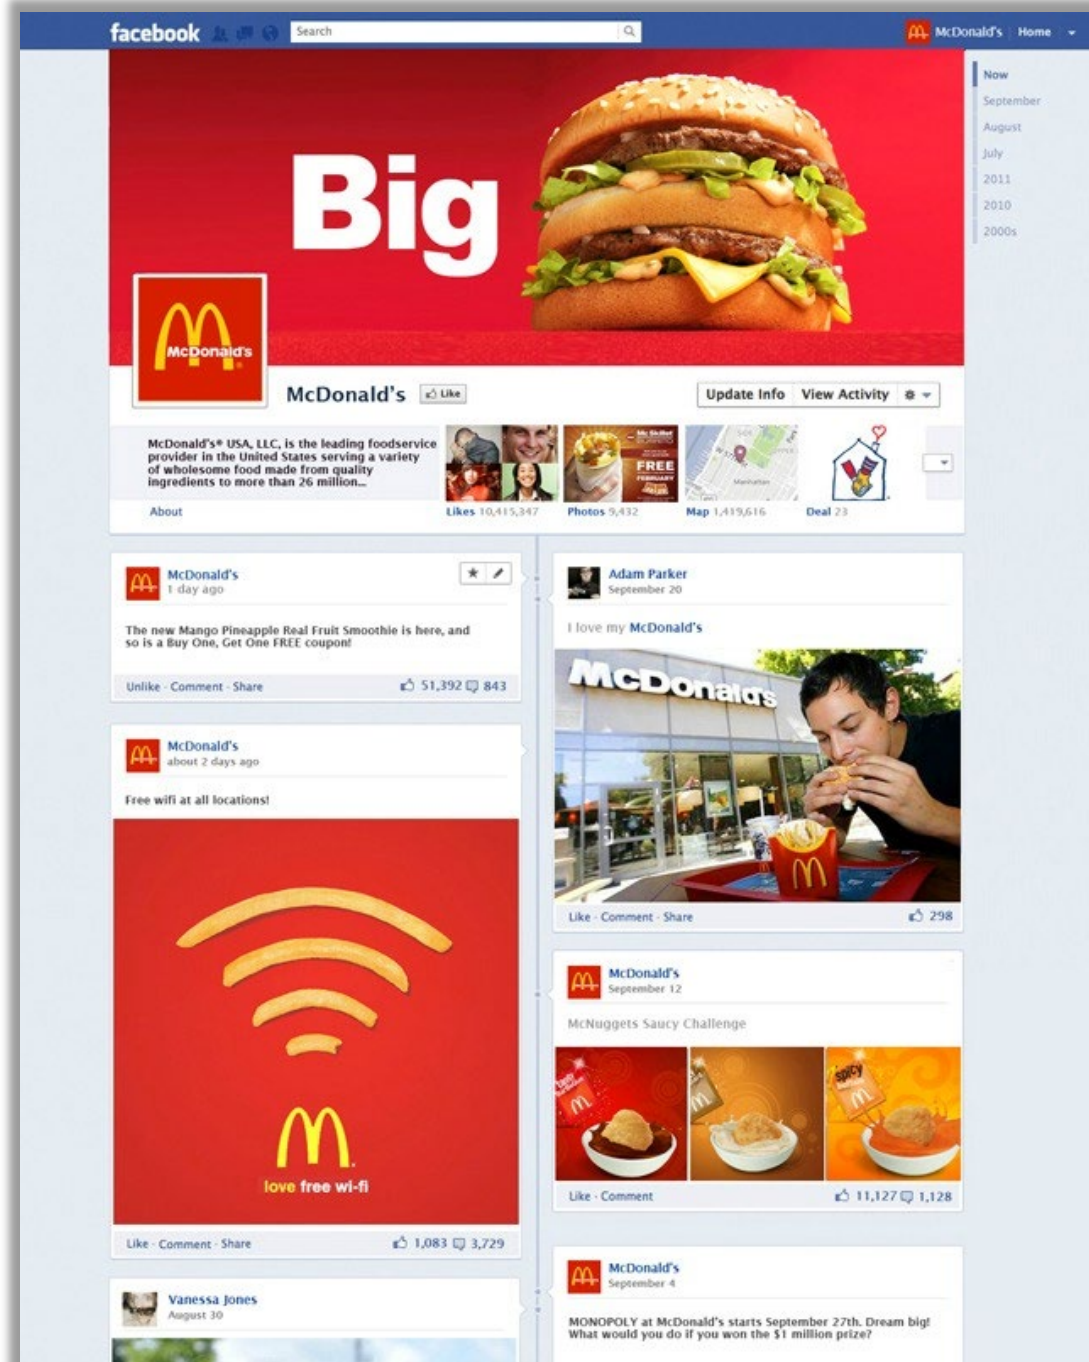 facebook
Search
McDonald's Home
Now
September
August
July
2011
2010
2000s
Big
McDonald's
McDonald's Like
Update Info View Activity
McDonald's® USA, LLC, is the leading foodservice
provider in the United States serving a variety
of wholesome food made from quality
ingredients to more than 26 million...
About
Mc Skillet
FREE
FEBRUARY
Manhattan
Likes 10,415,347
Photos 9,432
Map 1,419,616
Deal 23
McDonald's
1 day ago
The new Mango Pineapple Real Fruit Smoothie is here, and
so is a Buy One, Get One FREE coupon!
Unlike · Comment · Share 51,392 843
McDonald's
about 2 days ago
Free wifi at all locations!
love free wi-fi
Like · Comment · Share 1,083 3,729
Vanessa Jones
August 30
Adam Parker
September 20
I love my McDonald's
McDonald's
Like · Comment · Share 298
McDonald's
September 12
McNuggets Saucy Challenge
spicy
Like · Comment 11,127 1,128
McDonald's
September 4
MONOPOLY at McDonald's starts September 27th. Dream big!
What would you do if you won the $1 million prize?